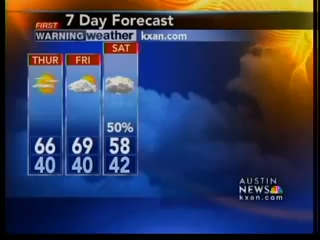 FIRST 7 Day Forecast
WARNING weather kxan.com
THUR FRI SAT
50%
66 69 58
40 40 42
AUSTIN
NEWS
kxan.com